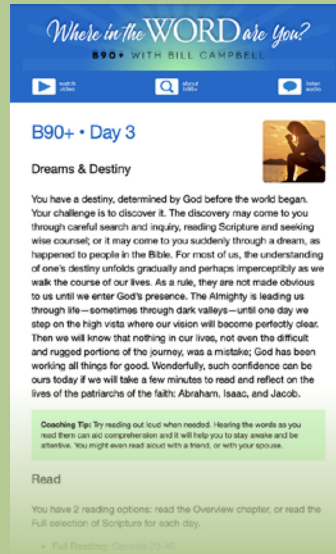 Where in the WORD are You?
B90+ WITH BILL CAMPBELL
watch
video
about
b90+
listen
audio
B90+ • Day 3
Dreams & Destiny
You have a destiny, determined by God before the world began.
Your challenge is to discover it. The discovery may come to you
through careful search and inquiry, reading Scripture and seeking
wise counsel; or it may come to you suddenly through a dream, as
happened to people in the Bible. For most of us, the understanding
of one's destiny unfolds gradually and perhaps imperceptibly as we
walk the course of our lives. As a rule, they are not made obvious
to us until we enter God's presence. The Almighty is leading us
through life—sometimes through dark valleys—until one day we
step on the high vista where our vision will become perfectly clear.
Then we will know that nothing in our lives, not even the difficult
and rugged portions of the journey, was a mistake; God has been
working all things for good. Wonderfully, such confidence can be
ours today if we will take a few minutes to read and reflect on the
lives of the patriarchs of the faith: Abraham, Isaac, and Jacob.
Coaching Tip: Try reading out loud when needed. Hearing the words as you
read them can aid comprehension and it will help you to stay awake and be
attentive. You might even read aloud with a friend, or with your spouse.
Read
You have 2 reading options: read the Overview chapter, or read the
Full selection of Scripture for each day.
• Full Reading: Genesis 29-40